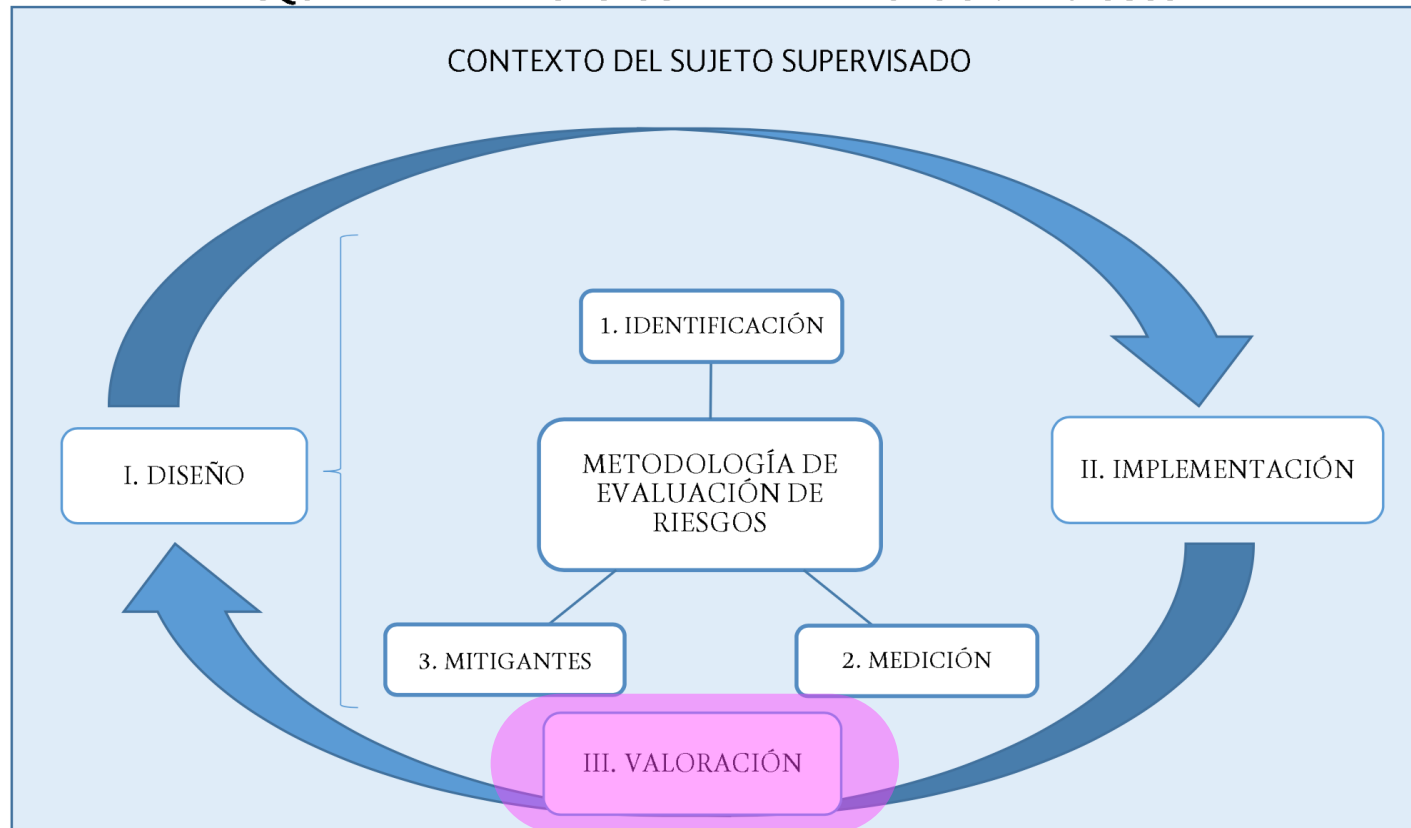 CONTEXTO DEL SUJETO SUPERVISADO
1. IDENTIFICACIÓN
I. DISEÑO
METODOLOGÍA DE
EVALUACIÓN DE
RIESGOS
II. IMPLEMENTACIÓN
3. MITIGANTES
2. MEDICIÓN
III. VALORACIÓN